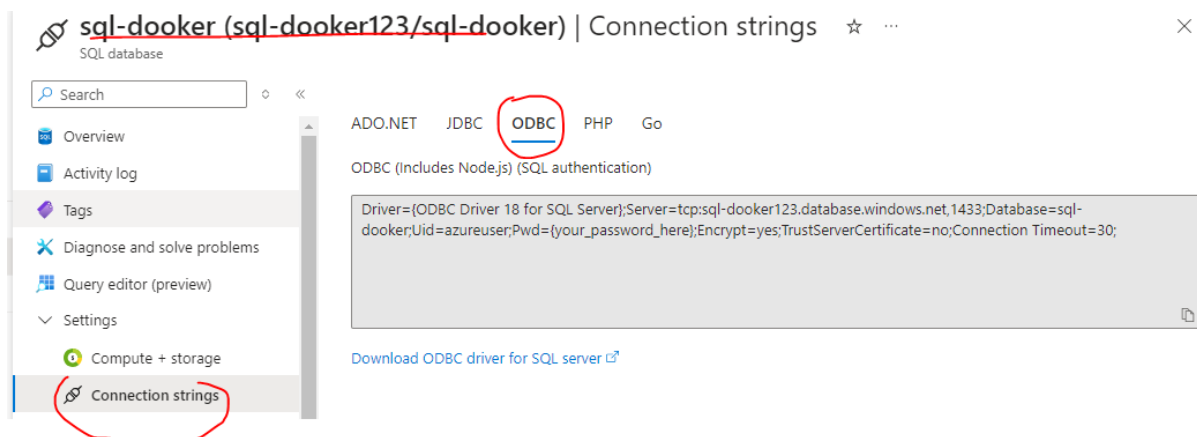 sql-dooker (sql-dooker123/sql-dooker) | Connection strings
SQL database
Search
Overview
Activity log
Tags
Diagnose and solve problems
Query editor (preview)
Settings
Compute + storage
Connection strings
ADO.NET JDBC ODBC PHP Go
ODBC (Includes Node.js) (SQL authentication)
Driver={ODBC Driver 18 for SQL Server};Server=tcp:sql-dooker123.database.windows.net,1433;Database=sql-
dooker;Uid=azureuser;Pwd={your_password_here};Encrypt=yes;TrustServerCertificate=no;Connection Timeout=30;
Download ODBC driver for SQL server